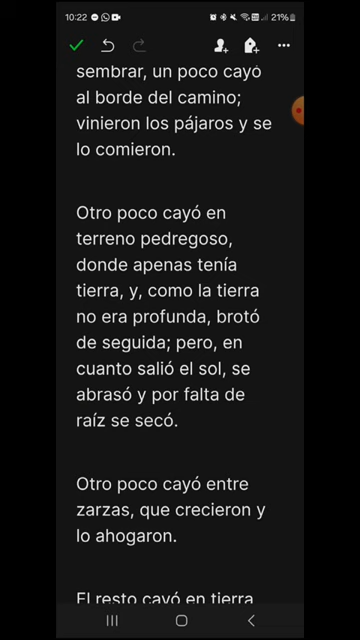 10:22
21%
sembrar, un poco cayó
al borde del camino;
vinieron los pájaros y se
lo comieron.
Otro poco cayó en
terreno pedregoso,
donde apenas tenía
tierra, y, como la tierra
no era profunda, brotó
de seguida; pero, en
cuanto salió el sol, se
abrasó y por falta de
raíz se secó.
Otro poco cayó entre
zarzas, que crecieron y
lo ahogaron.
El resto cayó en tierra